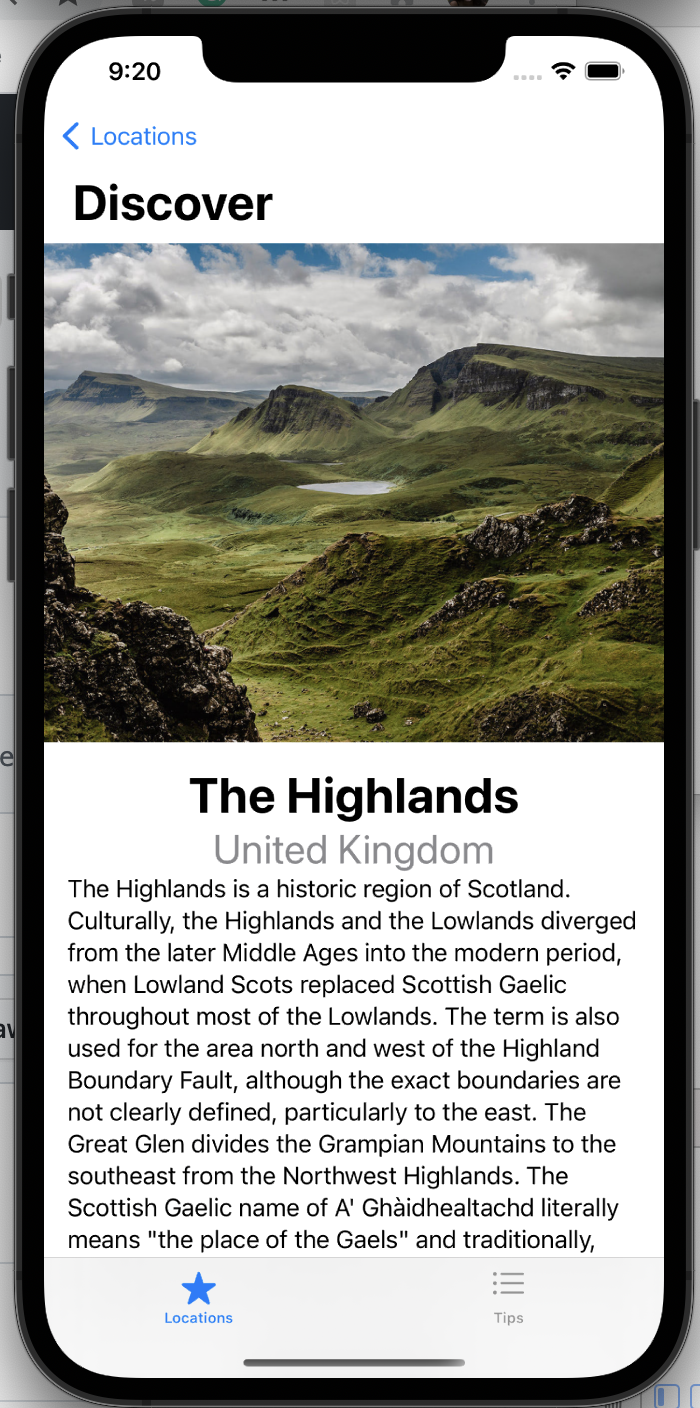 9:20
Locations
Discover
The Highlands
United Kingdom
The Highlands is a historic region of Scotland.
Culturally, the Highlands and the Lowlands diverged
from the later Middle Ages into the modern period,
when Lowland Scots replaced Scottish Gaelic
throughout most of the Lowlands. The term is also
used for the area north and west of the Highland
Boundary Fault, although the exact boundaries are
not clearly defined, particularly to the east. The
Great Glen divides the Grampian Mountains to the
southeast from the Northwest Highlands. The
Scottish Gaelic name of A' Ghàidhealtachd literally
means "the place of the Gaels" and traditionally,
Locations
Tips